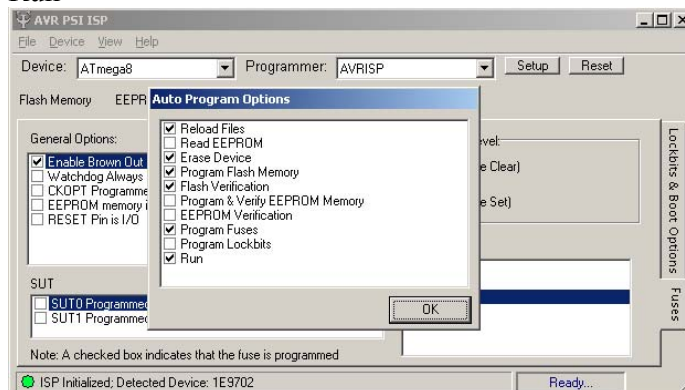 AVR PSI ISP
File Device View Help
Device: ATmega8 Programmer: AVRISP Setup Reset
Flash Memory EEPR
Auto Program Options
Reload Files
Read EEPROM
Erase Device
Program Flash Memory
Flash Verification
Program & Verify EEPROM Memory
EEPROM Verification
Program Fuses
Program Lockbits
Run
OK
General Options:
Enable Brown Out
Watchdog Always
CKOPT Programme
EEPROM memory i
RESET Pin is I/O
SUT
SUT0 Programmed
SUT1 Programmed
evel:
e Clear)
e Set)
Lockbits & Boot Options
Fuses
Note: A checked box indicates that the fuse is programmed
ISP Initialized; Detected Device: 1E9702 Ready...